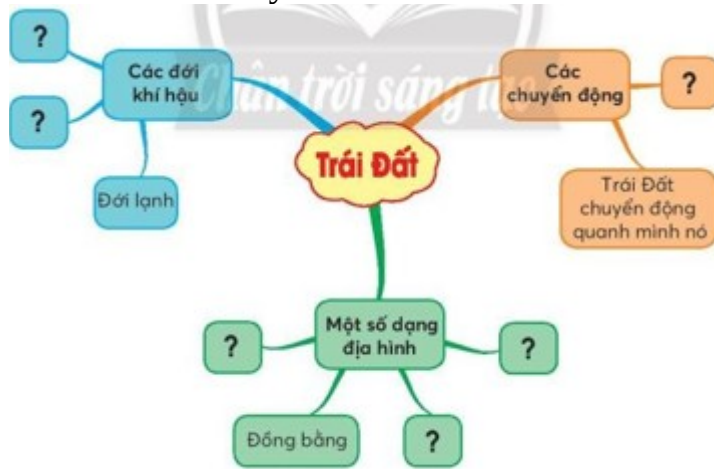 ?
Các đới
khí hậu
?
Đới lạnh
Chân trời sáng tạo
Trái Đất
Các
chuyển động
?
Trái Đất
chuyển động
quanh mình nó
?
Một số dạng
địa hình
?
Đồng bằng
?